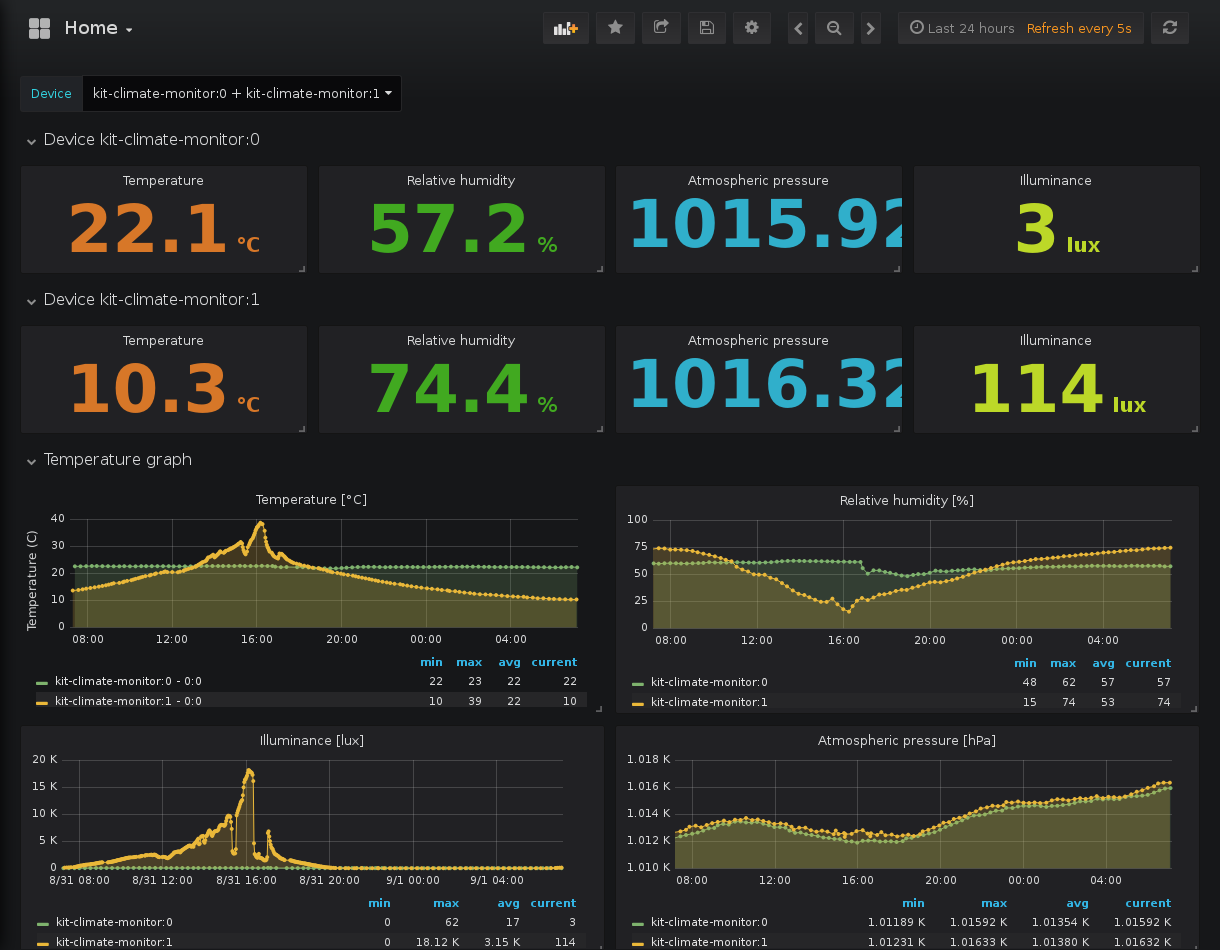 Home
Last 24 hours Refresh every 5s
Device kit-climate-monitor:0 + kit-climate-monitor:1
Device kit-climate-monitor:0
Temperature Relative humidity Atmospheric pressure Illuminance
22.1 °C 57.2 % 1015.92 3 lux
Device kit-climate-monitor:1
Temperature Relative humidity Atmospheric pressure Illuminance
10.3 °C 74.4 % 1016.32 114 lux
Temperature graph
Temperature [°C]
Temperature (C)
40
30
20
10
0
08:00 12:00 16:00 20:00 00:00 04:00
min max avg current
kit-climate-monitor:0 - 0:0 22 23 22 22
kit-climate-monitor:1 - 0:0 10 39 22 10
Relative humidity [%]
100
75
50
25
0
08:00 12:00 16:00 20:00 00:00 04:00
min max avg current
kit-climate-monitor:0 48 62 57 57
kit-climate-monitor:1 15 74 53 74
Illuminance [lux]
20 K
15 K
10 K
5 K
0
8/31 08:00 8/31 12:00 8/31 16:00 8/31 20:00 9/1 00:00 9/1 04:00
min max avg current
kit-climate-monitor:0 0 62 17 3
kit-climate-monitor:1 0 18.12 K 3.15 K 114
Atmospheric pressure [hPa]
1.018 K
1.016 K
1.014 K
1.012 K
1.010 K
08:00 12:00 16:00 20:00 00:00 04:00
min max avg current
kit-climate-monitor:0 1.01189 K 1.01592 K 1.01354 K 1.01592 K
kit-climate-monitor:1 1.01231 K 1.01633 K 1.01380 K 1.01632 K